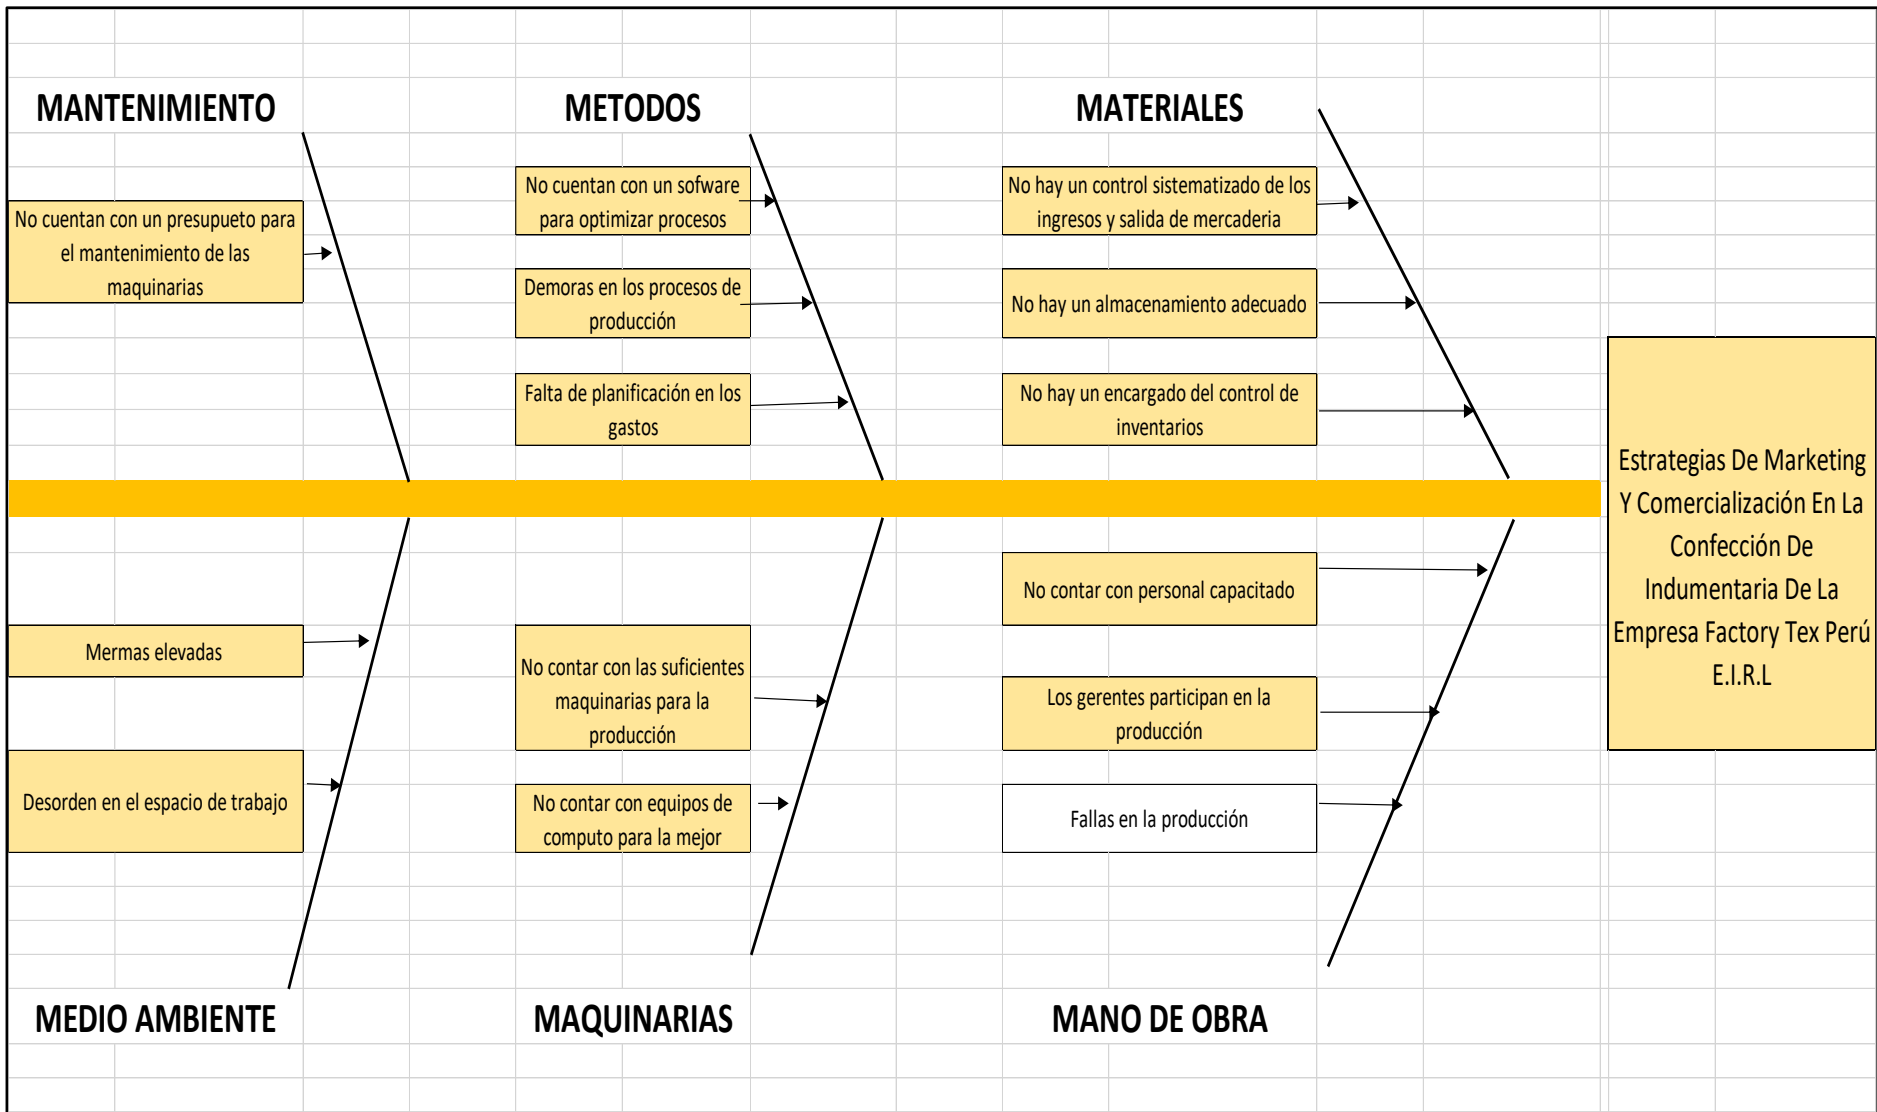 MANTENIMIENTO
METODOS
MATERIALES
No cuentan con un presupueto para
el mantenimiento de las
maquinarias
No cuentan con un sofware
para optimizar procesos
Demoras en los procesos de
producción
Falta de planificación en los
gastos
No hay un control sistematizado de los
ingresos y salida de mercaderia
No hay un almacenamiento adecuado
No hay un encargado del control de
inventarios
Estrategias De Marketing
Y Comercialización En La
Confección De
Indumentaria De La
Empresa Factory Tex Perú
E.I.R.L
Mermas elevadas
Desorden en el espacio de trabajo
No contar con las suficientes
maquinarias para la
producción
No contar con equipos de
computo para la mejor
No contar con personal capacitado
Los gerentes participan en la
producción
Fallas en la producción
MEDIO AMBIENTE
MAQUINARIAS
MANO DE OBRA